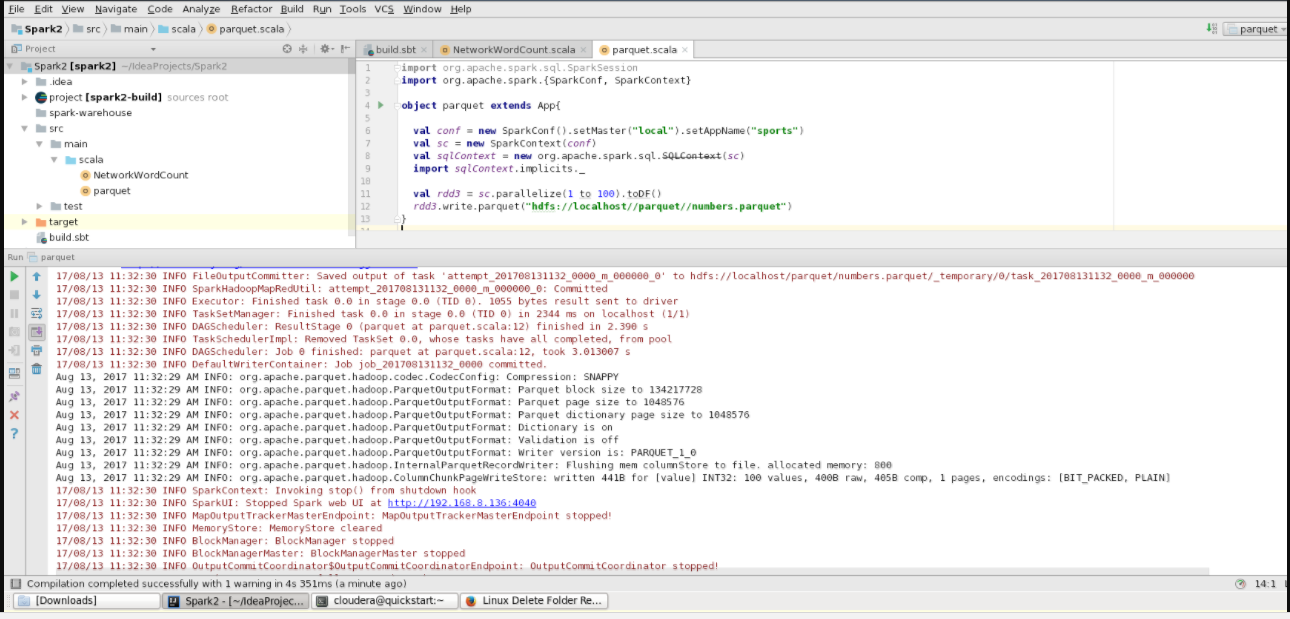 File Edit View Navigate Code Analyze Refactor Build Run Tools VCS Window Help
Spark2 src main scala parquet.scala parquet
Project build.sbt NetworkWordCount.scala parquet.scala
Spark2 [spark2] ~/IdeaProjects/Spark2
.idea
project [spark2-build] sources root
spark-warehouse
src
main
scala
NetworkWordCount
parquet
test
target
build.sbt
1 import org.apache.spark.sql.SparkSession
2 import org.apache.spark.{SparkConf, SparkContext}
3
4 object parquet extends App{
5
6 val conf = new SparkConf().setMaster("local").setAppName("sports")
7 val sc = new SparkContext(conf)
8 val sqlContext = new org.apache.spark.sql.SQLContext(sc)
9 import sqlContext.implicits._
10
11 val rdd3 = sc.parallelize(1 to 100).toDF()
12 rdd3.write.parquet("hdfs://localhost//parquet//numbers.parquet")
13 }
Run parquet
17/08/13 11:32:30 INFO FileOutputCommitter: Saved output of task 'attempt_201708131132_0000_m_000000_0' to hdfs://localhost/parquet/numbers.parquet/_temporary/0/task_201708131132_0000_m_000000
17/08/13 11:32:30 INFO SparkHadoopMapRedUtil: attempt_201708131132_0000_m_000000_0: Committed
17/08/13 11:32:30 INFO Executor: Finished task 0.0 in stage 0.0 (TID 0). 1055 bytes result sent to driver
17/08/13 11:32:30 INFO TaskSetManager: Finished task 0.0 in stage 0.0 (TID 0) in 2344 ms on localhost (1/1)
17/08/13 11:32:30 INFO DAGScheduler: ResultStage 0 (parquet at parquet.scala:12) finished in 2.390 s
17/08/13 11:32:30 INFO TaskSchedulerImpl: Removed TaskSet 0.0, whose tasks have all completed, from pool
17/08/13 11:32:30 INFO DAGScheduler: Job 0 finished: parquet at parquet.scala:12, took 3.013007 s
17/08/13 11:32:30 INFO DefaultWriterContainer: Job job_201708131132_0000 committed.
Aug 13, 2017 11:32:29 AM INFO: org.apache.parquet.hadoop.codec.CodecConfig: Compression: SNAPPY
Aug 13, 2017 11:32:29 AM INFO: org.apache.parquet.hadoop.ParquetOutputFormat: Parquet block size to 134217728
Aug 13, 2017 11:32:29 AM INFO: org.apache.parquet.hadoop.ParquetOutputFormat: Parquet page size to 1048576
Aug 13, 2017 11:32:29 AM INFO: org.apache.parquet.hadoop.ParquetOutputFormat: Parquet dictionary page size to 1048576
Aug 13, 2017 11:32:29 AM INFO: org.apache.parquet.hadoop.ParquetOutputFormat: Dictionary is on
Aug 13, 2017 11:32:29 AM INFO: org.apache.parquet.hadoop.ParquetOutputFormat: Validation is off
Aug 13, 2017 11:32:29 AM INFO: org.apache.parquet.hadoop.ParquetOutputFormat: Writer version is: PARQUET_1_0
Aug 13, 2017 11:32:29 AM INFO: org.apache.parquet.hadoop.InternalParquetRecordWriter: Flushing mem columnStore to file. allocated memory: 800
Aug 13, 2017 11:32:29 AM INFO: org.apache.parquet.hadoop.ColumnChunkPageWriteStore: written 441B for [value] INT32: 100 values, 400B raw, 405B comp, 1 pages, encodings: [BIT_PACKED, PLAIN]
17/08/13 11:32:30 INFO SparkContext: Invoking stop() from shutdown hook
17/08/13 11:32:30 INFO SparkUI: Stopped Spark web UI at http://192.168.8.136:4040
17/08/13 11:32:30 INFO MapOutputTrackerMasterEndpoint: MapOutputTrackerMasterEndpoint stopped!
17/08/13 11:32:30 INFO MemoryStore: MemoryStore cleared
17/08/13 11:32:30 INFO BlockManager: BlockManager stopped
17/08/13 11:32:30 INFO BlockManagerMaster: BlockManagerMaster stopped
17/08/13 11:32:30 INFO OutputCommitCoordinator$OutputCommitCoordinatorEndpoint: OutputCommitCoordinator stopped!
Compilation completed successfully with 1 warning in 4s 351ms (a minute ago) 14:1
[Downloads] Spark2 - [~/IdeaProjec... cloudera@quickstart:~ Linux Delete Folder Re...